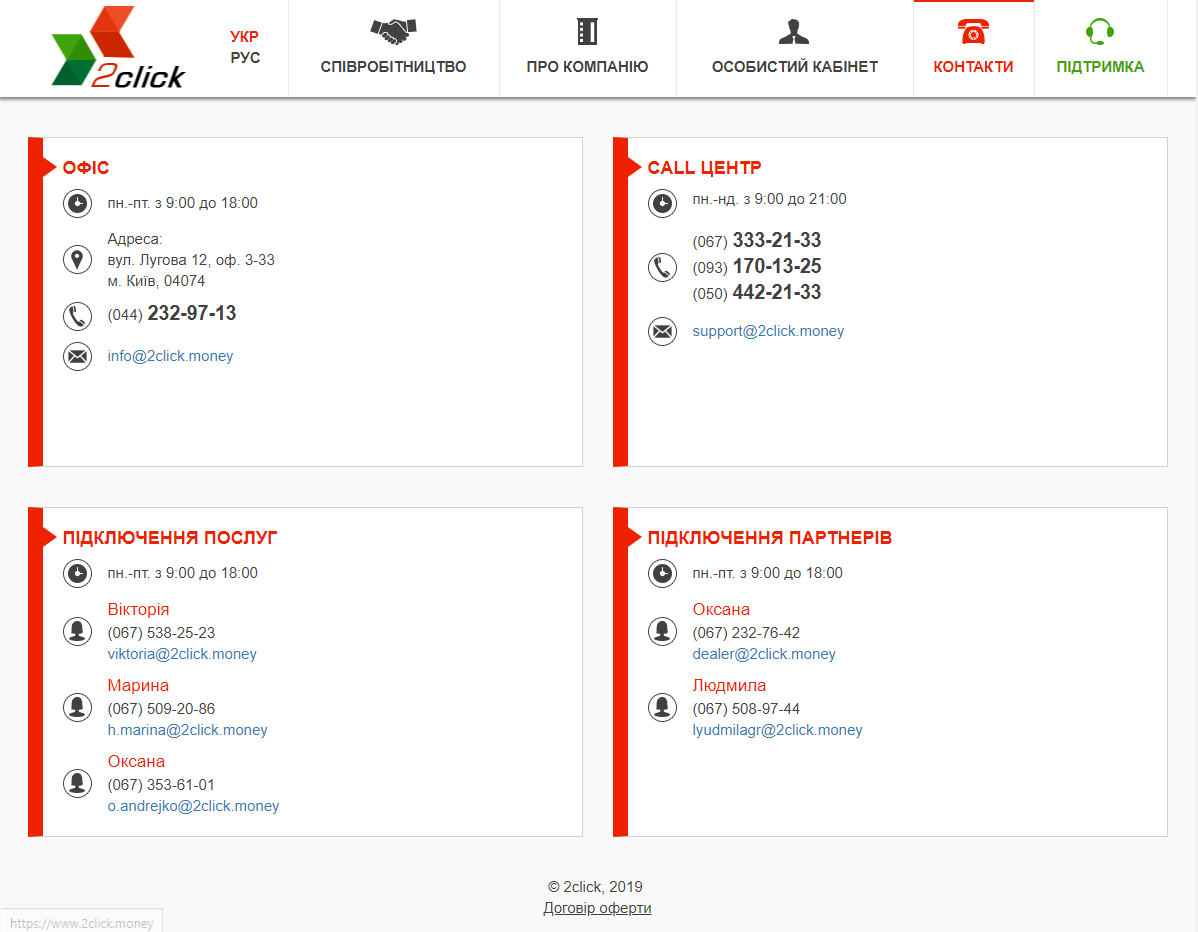 2click
УКР
РУС
СПІВРОБІТНИЦТВО
ПРО КОМПАНІЮ
ОСОБИСТИЙ КАБІНЕТ
КОНТАКТИ
ПІДТРИМКА
ОФІС
пн.-пт. з 9:00 до 18:00
Адреса:
вул. Лугова 12, оф. 3-33
м. Київ, 04074
(044) 232-97-13
info@2click.money
CALL ЦЕНТР
пн.-нд. з 9:00 до 21:00
(067) 333-21-33
(093) 170-13-25
(050) 442-21-33
support@2click.money
ПІДКЛЮЧЕННЯ ПОСЛУГ
пн.-пт. з 9:00 до 18:00
Вікторія
(067) 538-25-23
viktoria@2click.money
Марина
(067) 509-20-86
h.marina@2click.money
Оксана
(067) 353-61-01
o.andrejko@2click.money
ПІДКЛЮЧЕННЯ ПАРТНЕРІВ
пн.-пт. з 9:00 до 18:00
Оксана
(067) 232-76-42
dealer@2click.money
Людмила
(067) 508-97-44
lyudmilagr@2click.money
© 2click, 2019
Договір оферти
https://www.2click.money